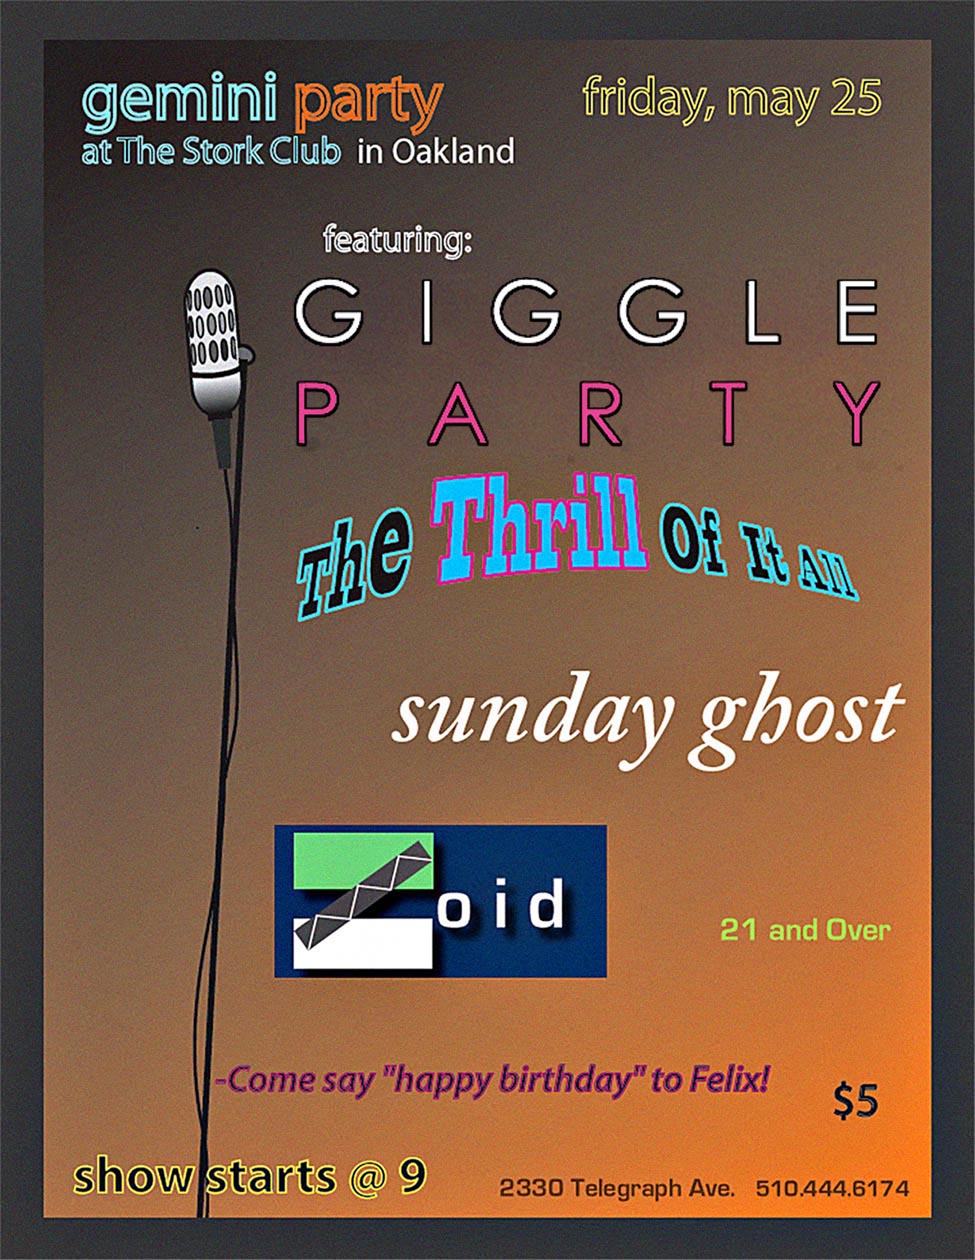 gemini party
friday, may 25
at The Stork Club in Oakland
featuring:
GIGGLE
PARTY
The Thrill Of It All
sunday ghost
Zoid
21 and Over
-Come say "happy birthday" to Felix!
$5
show starts @ 9
2330 Telegraph Ave. 510.444.6174